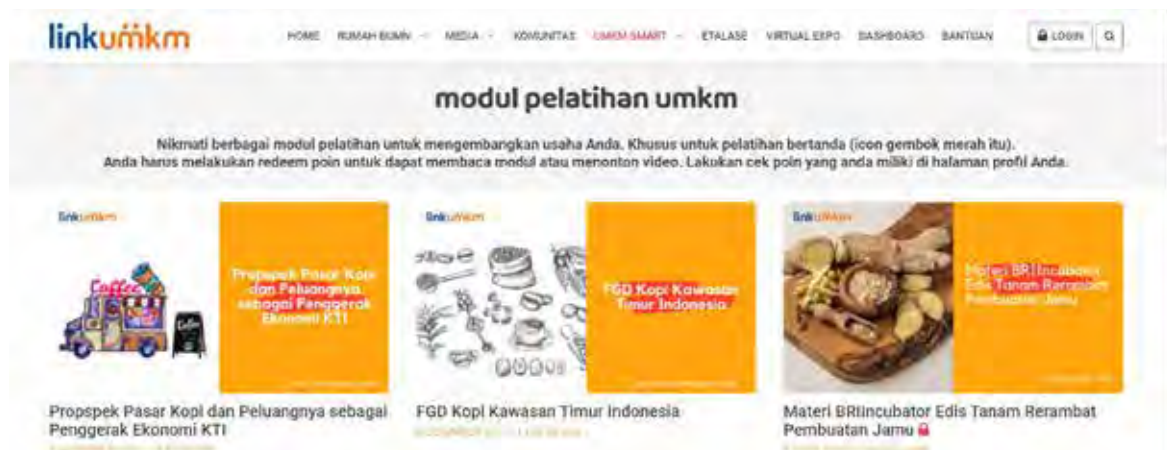 linkumkm
HOME RUMAH BUMN MEDIA KOMUNITAS UMKM SMART ETALASE VIRTUAL EXPO DASHBOARD BANTUAN LOGIN
modul pelatihan umkm
Nikmati berbagai modul pelatihan untuk mengembangkan usaha Anda. Khusus untuk pelatihan bertanda (icon gembok merah itu).
Anda harus melakukan redeem poin untuk dapat membaca modul atau menonton video. Lakukan cek poin yang anda miliki di halaman profil Anda.
linkumkm
Propspek Pasar Kopi
dan Peluangnya
sebagai Penggerak
Ekonomi KTI
Coffee
Coffee
linkumkm
FGD Kopi Kawasan
Timur Indonesia
linkumkm
Materi BRIIncubator
Edis Tanam Rerambat
Pembuatan Jamu
Propspek Pasar Kopi dan Peluangnya sebagai
Penggerak Ekonomi KTI
FGD Kopi Kawasan Timur Indonesia
Materi BRIIncubator Edis Tanam Rerambat
Pembuatan Jamu